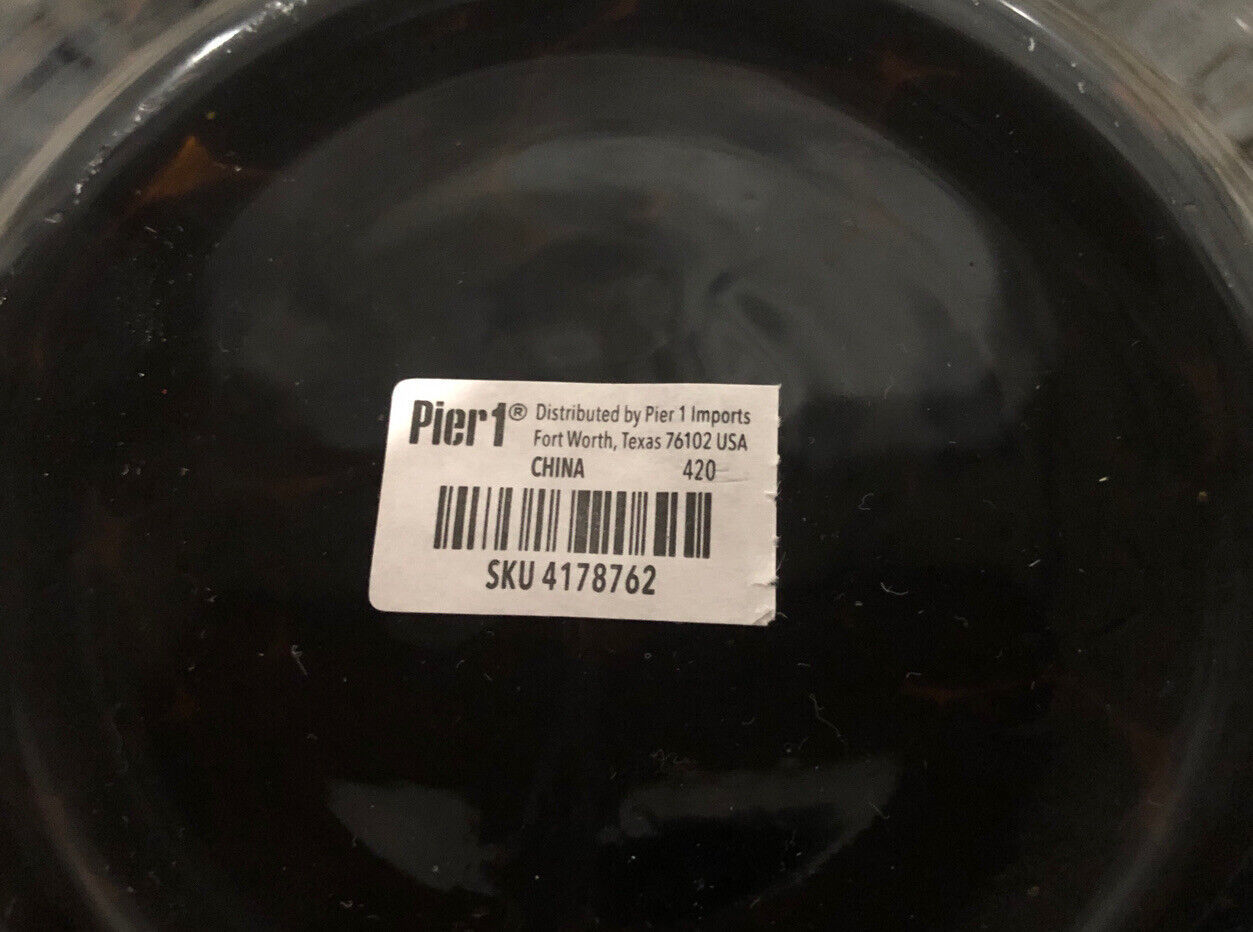 Pier1® Distributed by Pier 1 Imports
Fort Worth, Texas 76102 USA
CHINA 420
SKU 4178762